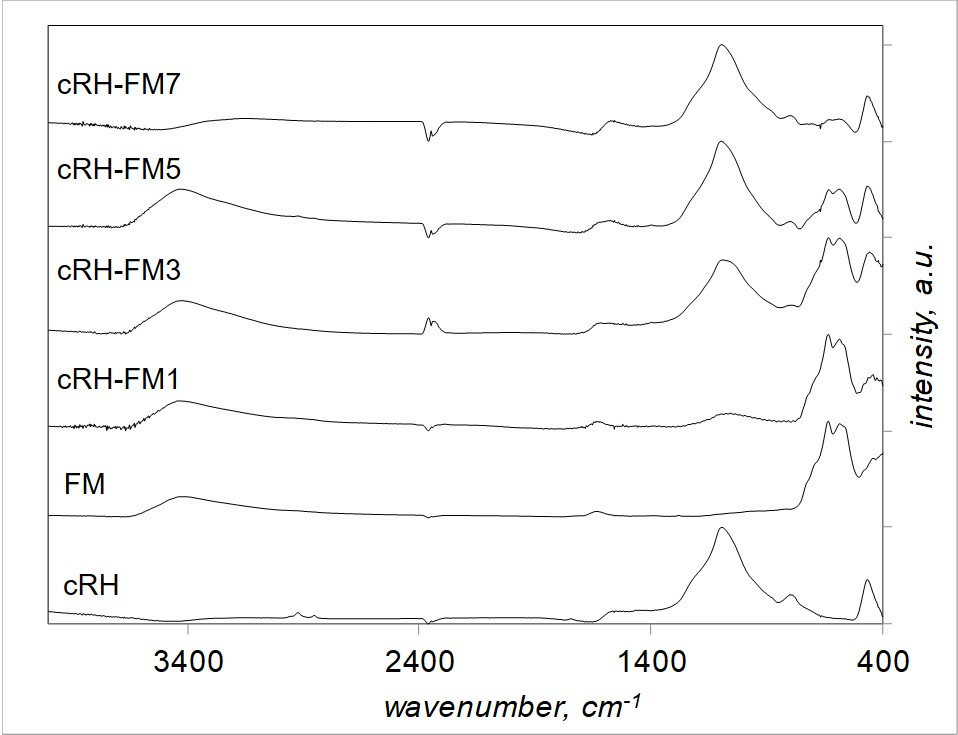 cRH-FM7
cRH-FM5
cRH-FM3
cRH-FM1
FM
cRH
intensity, a.u.
3400 2400 1400 400
wavenumber, cm-1